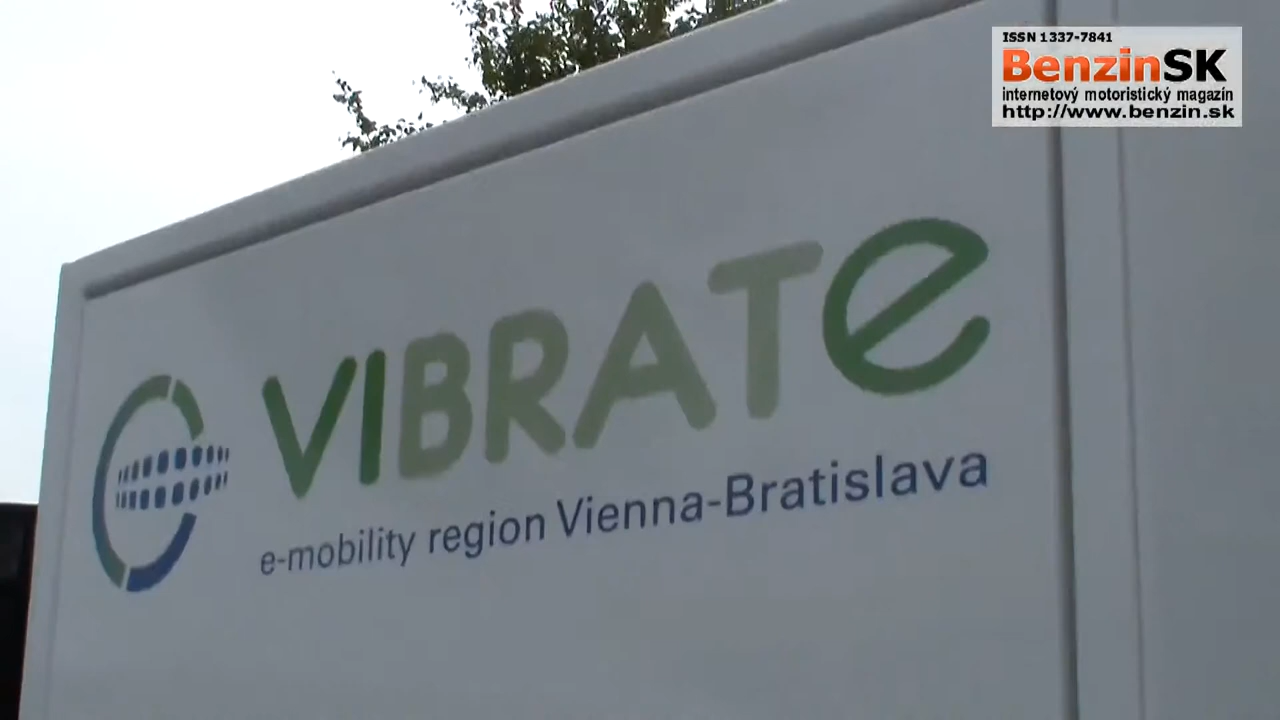 ISSN 1337-7841
BenzinSK
internetový motoristický magazín
http://www.benzin.sk
VIBRATe
e-mobility region Vienna-Bratislava